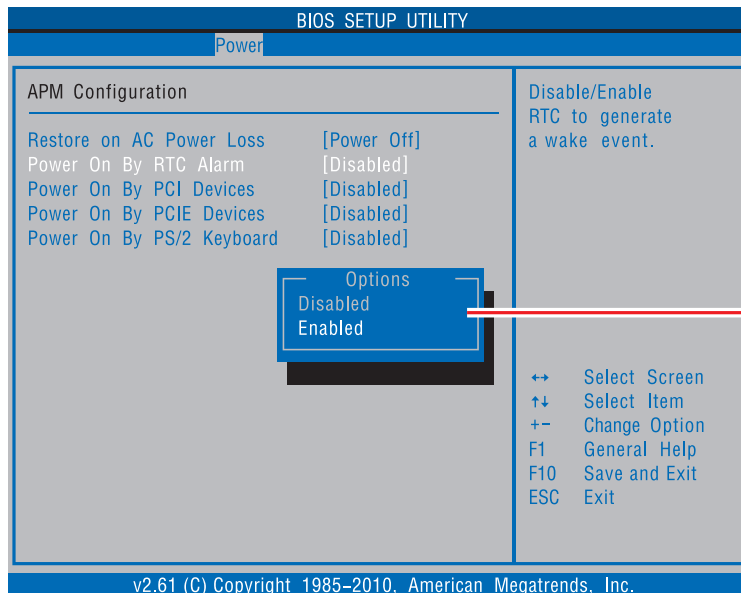 BIOS SETUP UTILITY
Power
APM Configuration
Restore on AC Power Loss [Power Off]
Power On By RTC Alarm [Disabled]
Power On By PCI Devices [Disabled]
Power On By PCIE Devices [Disabled]
Power On By PS/2 Keyboard [Disabled]
Options
Disabled
Enabled
Disable/Enable
RTC to generate
a wake event.
↔ Select Screen
↑↓ Select Item
+− Change Option
F1 General Help
F10 Save and Exit
ESC Exit
v2.61 (C) Copyright 1985–2010, American Megatrends, Inc.